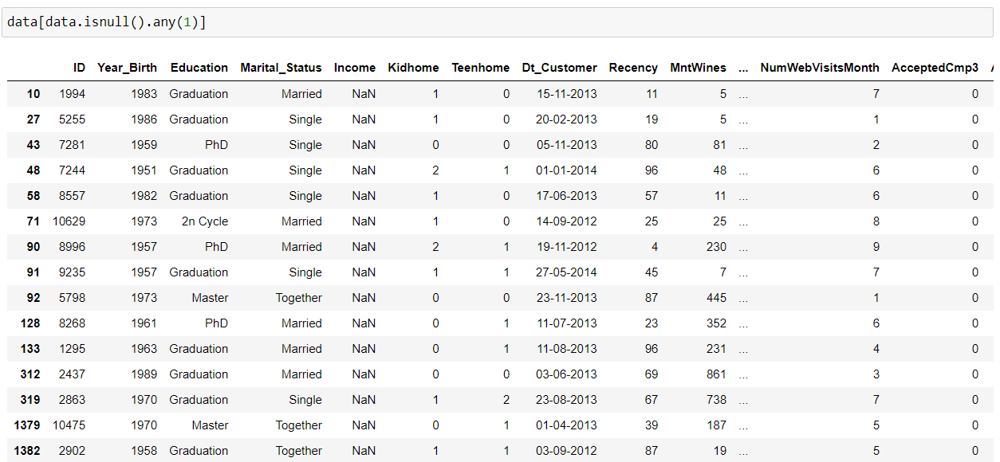 data[data.isnull().any(1)]
ID Year_Birth Education Marital_Status Income Kidhome Teenhome Dt_Customer Recency MntWines ... NumWebVisitsMonth AcceptedCmp3
10 1994 1983 Graduation Married NaN 1 0 15-11-2013 11 5 ... 7 0
27 5255 1986 Graduation Single NaN 1 0 20-02-2013 19 5 ... 1 0
43 7281 1959 PhD Single NaN 0 0 05-11-2013 80 81 ... 2 0
48 7244 1951 Graduation Single NaN 2 1 01-01-2014 96 48 ... 6 0
58 8557 1982 Graduation Single NaN 1 0 17-06-2013 57 11 ... 6 0
71 10629 1973 2n Cycle Married NaN 1 0 14-09-2012 25 25 ... 8 0
90 8996 1957 PhD Married NaN 2 1 19-11-2012 4 230 ... 9 0
91 9235 1957 Graduation Single NaN 1 1 27-05-2014 45 7 ... 7 0
92 5798 1973 Master Together NaN 0 0 23-11-2013 87 445 ... 1 0
128 8268 1961 PhD Married NaN 0 1 11-07-2013 23 352 ... 6 0
133 1295 1963 Graduation Married NaN 0 1 11-08-2013 96 231 ... 4 0
312 2437 1989 Graduation Married NaN 0 0 03-06-2013 69 861 ... 3 0
319 2863 1970 Graduation Single NaN 1 2 23-08-2013 67 738 ... 7 0
1379 10475 1970 Master Together NaN 0 1 01-04-2013 39 187 ... 5 0
1382 2902 1958 Graduation Together NaN 1 1 03-09-2012 87 19 ... 5 0